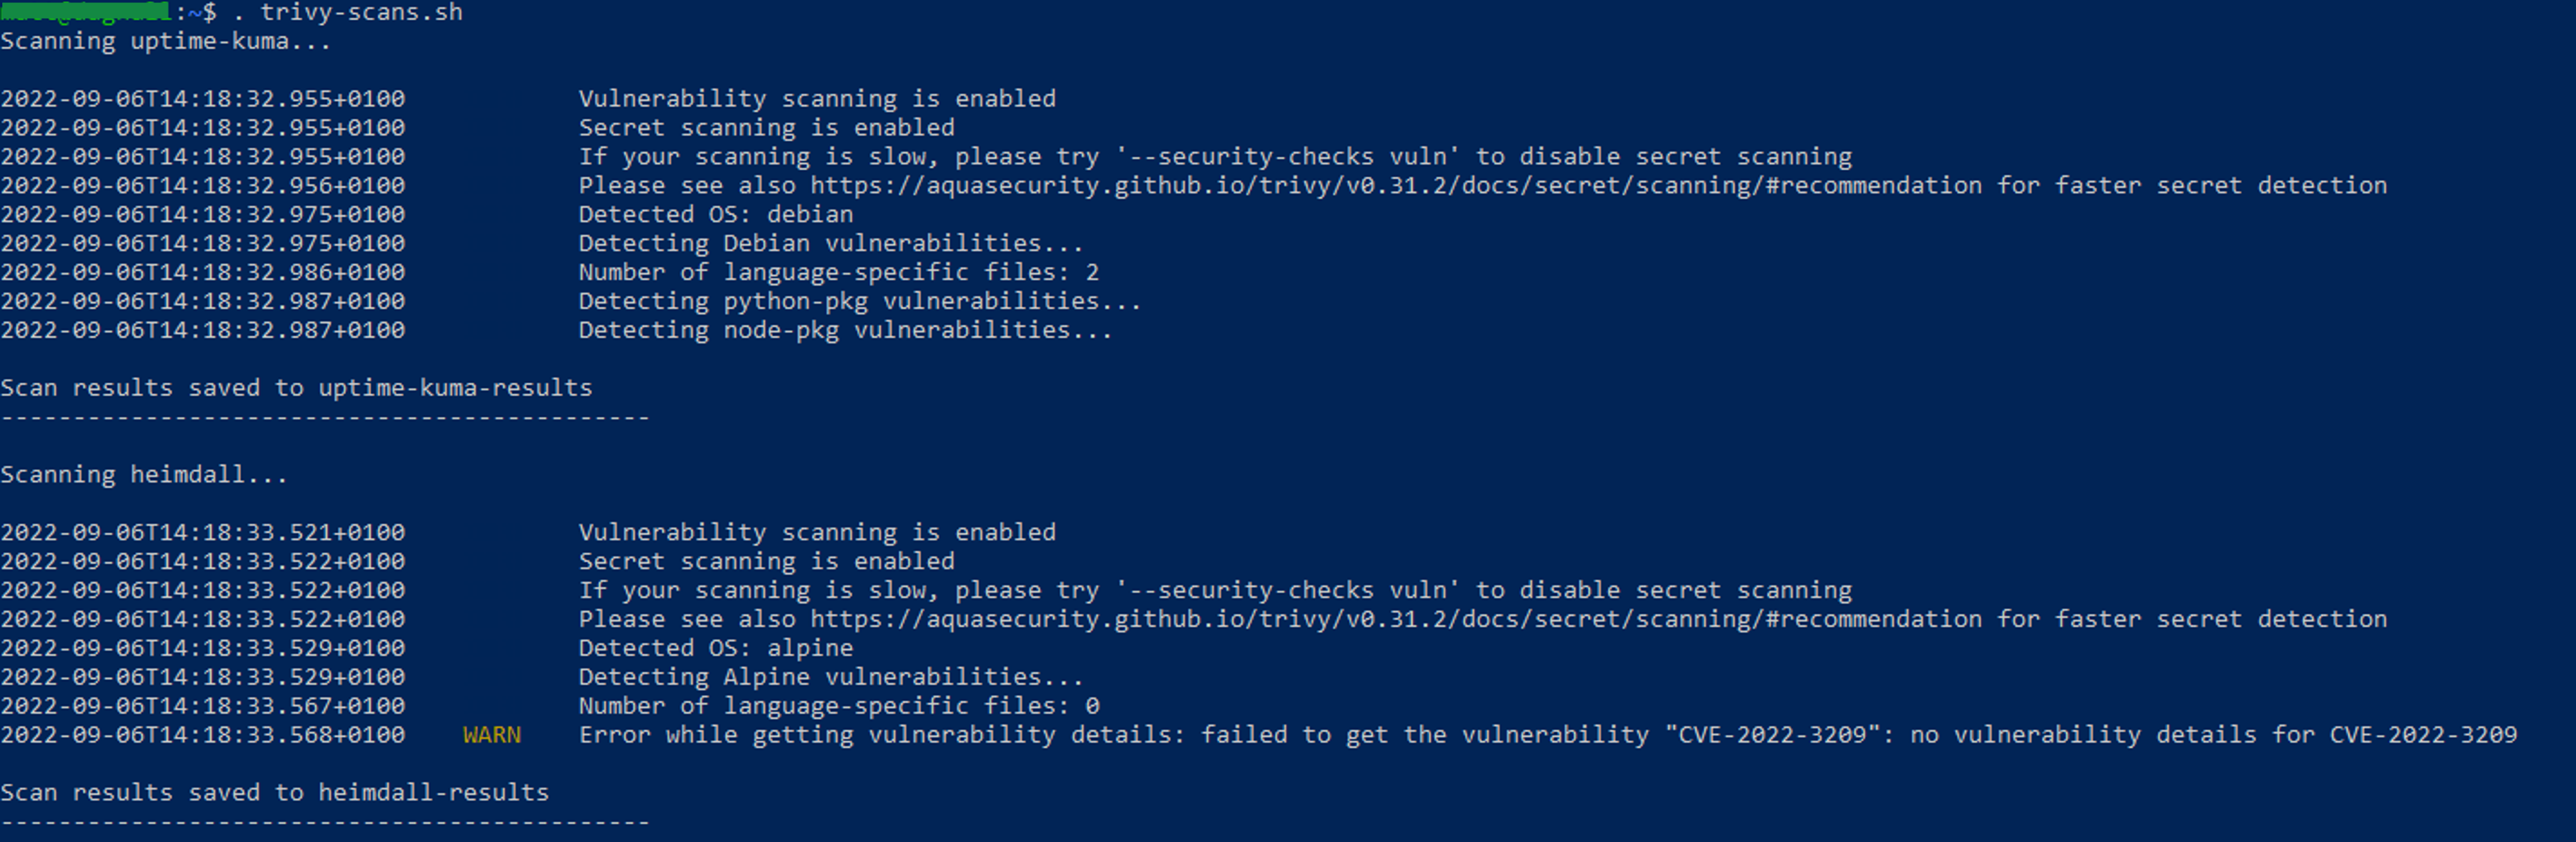 :~$ . trivy-scans.sh
Scanning uptime-kuma...
2022-09-06T14:18:32.955+0100 Vulnerability scanning is enabled
2022-09-06T14:18:32.955+0100 Secret scanning is enabled
2022-09-06T14:18:32.955+0100 If your scanning is slow, please try '--security-checks vuln' to disable secret scanning
2022-09-06T14:18:32.956+0100 Please see also https://aquasecurity.github.io/trivy/v0.31.2/docs/secret/scanning/#recommendation for faster secret detection
2022-09-06T14:18:32.975+0100 Detected OS: debian
2022-09-06T14:18:32.975+0100 Detecting Debian vulnerabilities...
2022-09-06T14:18:32.986+0100 Number of language-specific files: 2
2022-09-06T14:18:32.987+0100 Detecting python-pkg vulnerabilities...
2022-09-06T14:18:32.987+0100 Detecting node-pkg vulnerabilities...
Scan results saved to uptime-kuma-results
---------------------------------------------
Scanning heimdall...
2022-09-06T14:18:33.521+0100 Vulnerability scanning is enabled
2022-09-06T14:18:33.522+0100 Secret scanning is enabled
2022-09-06T14:18:33.522+0100 If your scanning is slow, please try '--security-checks vuln' to disable secret scanning
2022-09-06T14:18:33.522+0100 Please see also https://aquasecurity.github.io/trivy/v0.31.2/docs/secret/scanning/#recommendation for faster secret detection
2022-09-06T14:18:33.529+0100 Detected OS: alpine
2022-09-06T14:18:33.529+0100 Detecting Alpine vulnerabilities...
2022-09-06T14:18:33.567+0100 Number of language-specific files: 0
2022-09-06T14:18:33.568+0100 WARN Error while getting vulnerability details: failed to get the vulnerability "CVE-2022-3209": no vulnerability details for CVE-2022-3209
Scan results saved to heimdall-results
---------------------------------------------